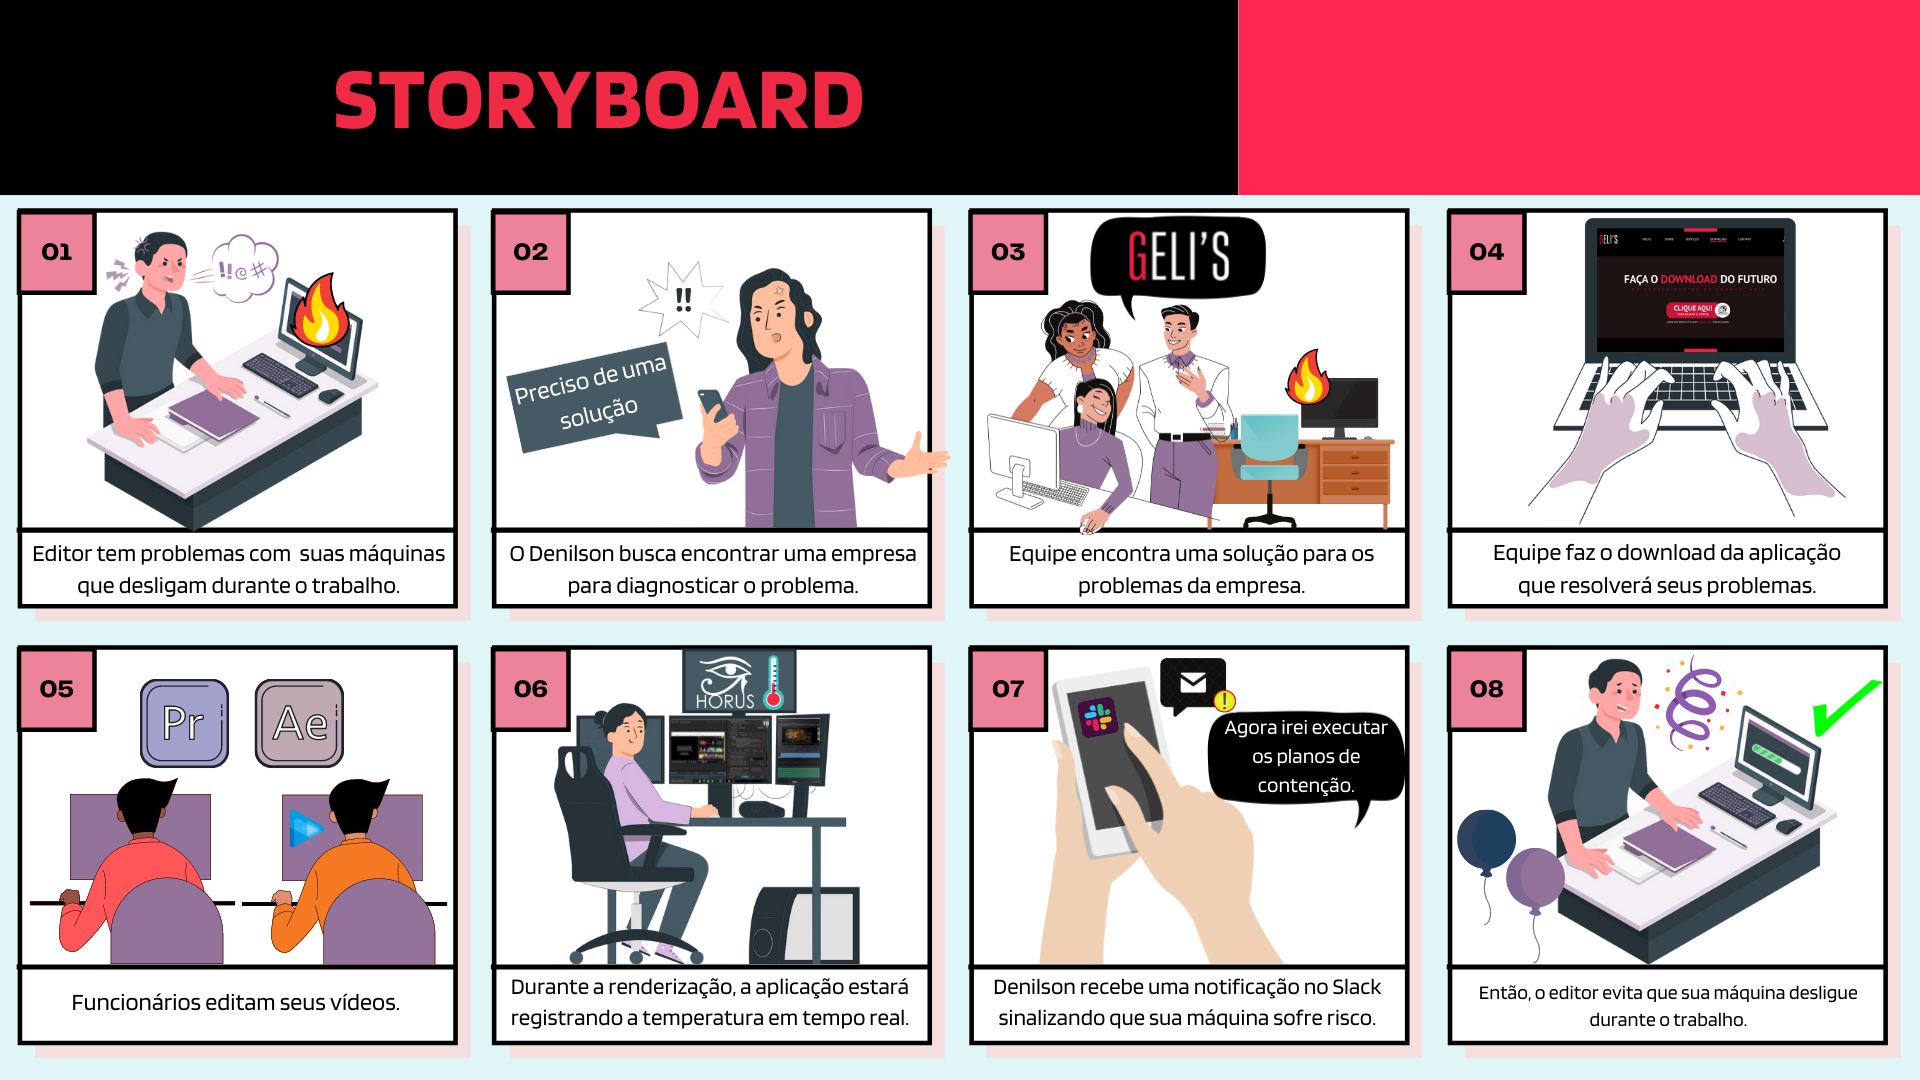 STORYBOARD
01
!!@#
Editor tem problemas com suas máquinas
que desligam durante o trabalho.
02
!!
Preciso de uma
solução
O Denilson busca encontrar uma empresa
para diagnosticar o problema.
03
GELI'S
Equipe encontra uma solução para os
problemas da empresa.
04
GELI'S
INICIO SOBRE SERVIÇOS DOWNLOAD CONTATO
FAÇA O DOWNLOAD DO FUTURO
CLIQUE AQUI
Equipe faz o download da aplicação
que resolverá seus problemas.
05
Pr
Ae
Funcionários editam seus vídeos.
06
HORUS
Durante a renderização, a aplicação estará
registrando a temperatura em tempo real.
07
!
Agora irei executar
os planos de
contenção.
Denilson recebe uma notificação no Slack
sinalizando que sua máquina sofre risco.
08
Então, o editor evita que sua máquina desligue
durante o trabalho.